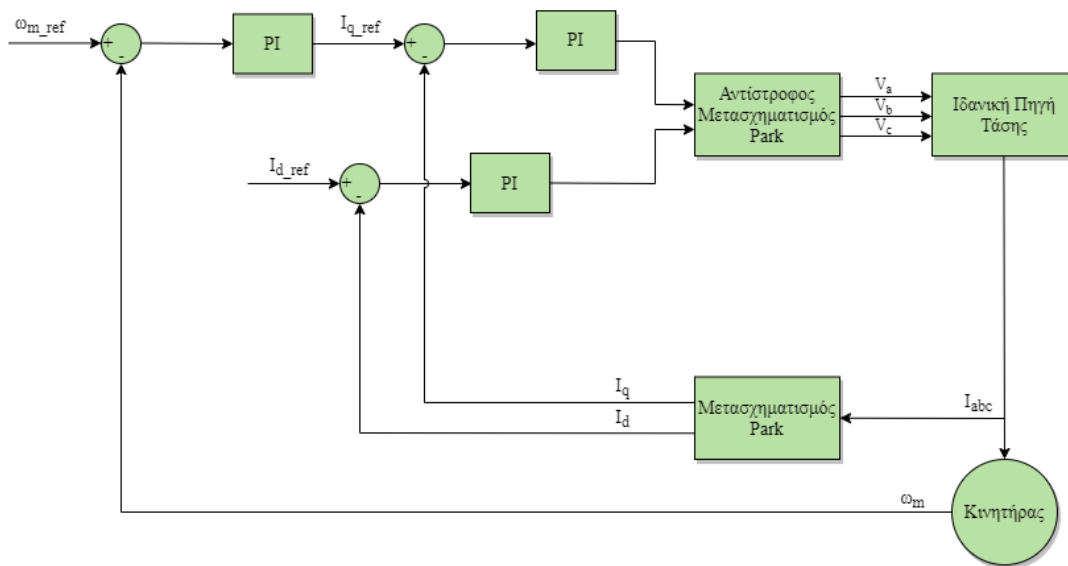 ωm_ref
+
-
PI
Iq_ref
+
-
PI
Αντίστροφος
Μετασχηματισμός
Park
Va
Vb
Vc
Ιδανική Πηγή
Τάσης
Id_ref
+
-
PI
Iq
Id
Μετασχηματισμός
Park
Iabc
ωm
Κινητήρας